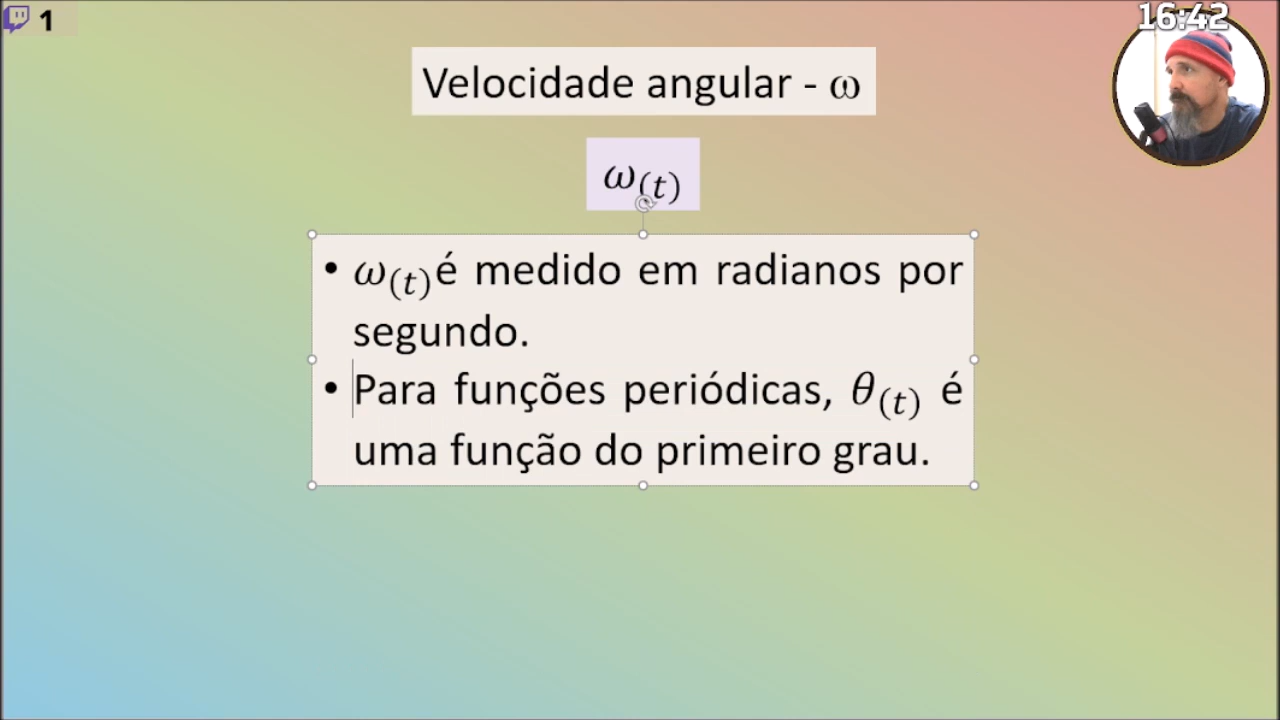 1
16:42
Velocidade angular - ω
ω(t)
• ω(t)é medido em radianos por
segundo.
• Para funções periódicas, θ(t) é
uma função do primeiro grau.